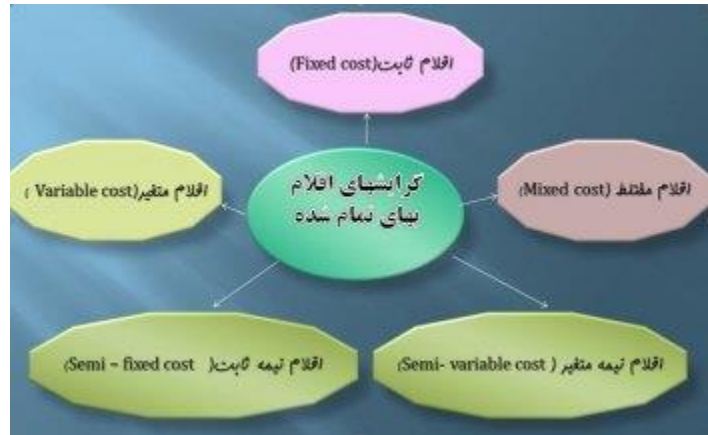 اقلام ثابت(Fixed cost)
گرایشهای اقلام
بهای تمام شده
اقلام مختلط (Mixed cost)
اقلام متغیر(Variable cost )
اقلام نیمه متغیر ( Semi- variable cost)
اقلام نیمه ثابت( Semi – fixed cost)